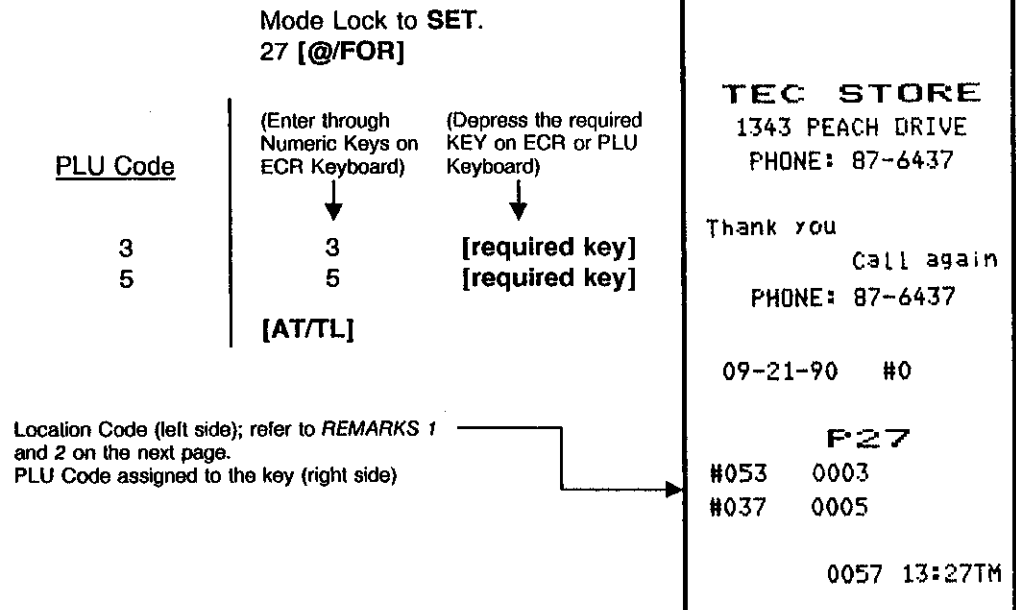 Mode Lock to SET.
27 [@/FOR]
PLU Code
(Enter through
Numeric Keys on
ECR Keyboard)
(Depress the required
KEY on ECR or PLU
Keyboard)
3 3 [required key]
5 5 [required key]
[AT/TL]
Location Code (left side); refer to REMARKS 1
and 2 on the next page.
PLU Code assigned to the key (right side)
TEC STORE
1343 PEACH DRIVE
PHONE: 87-6437
Thank you
Call again
PHONE: 87-6437
09-21-90 #0
P27
#053 0003
#037 0005
0057 13:27TM